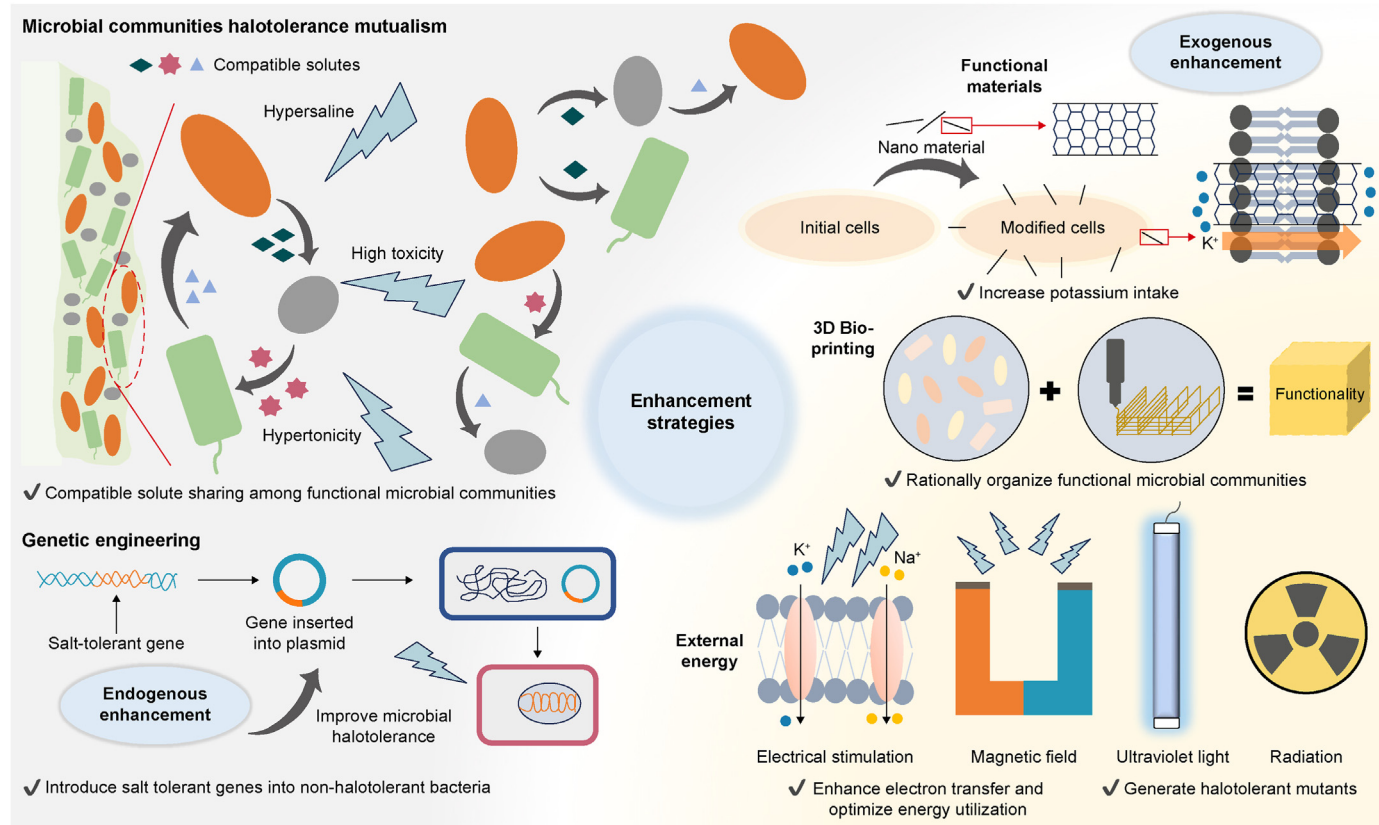 Microbial communities halotolerance mutualism
Compatible solutes
Hypersaline
High toxicity
Hypertonicity
✓ Compatible solute sharing among functional microbial communities
Genetic engineering
Salt-tolerant gene
Gene inserted
into plasmid
Endogenous
enhancement
Improve microbial
halotolerance
✓ Introduce salt tolerant genes into non-halotolerant bacteria
Enhancement
strategies
Exogenous
enhancement
Functional
materials
Nano material
Initial cells
Modified cells
K⁺
✓ Increase potassium intake
3D Bio-
printing
+
=
Functionality
✓ Rationally organize functional microbial communities
External
energy
K⁺
Na⁺
Electrical stimulation
Magnetic field
Ultraviolet light
Radiation
✓ Enhance electron transfer and
optimize energy utilization
✓ Generate halotolerant mutants